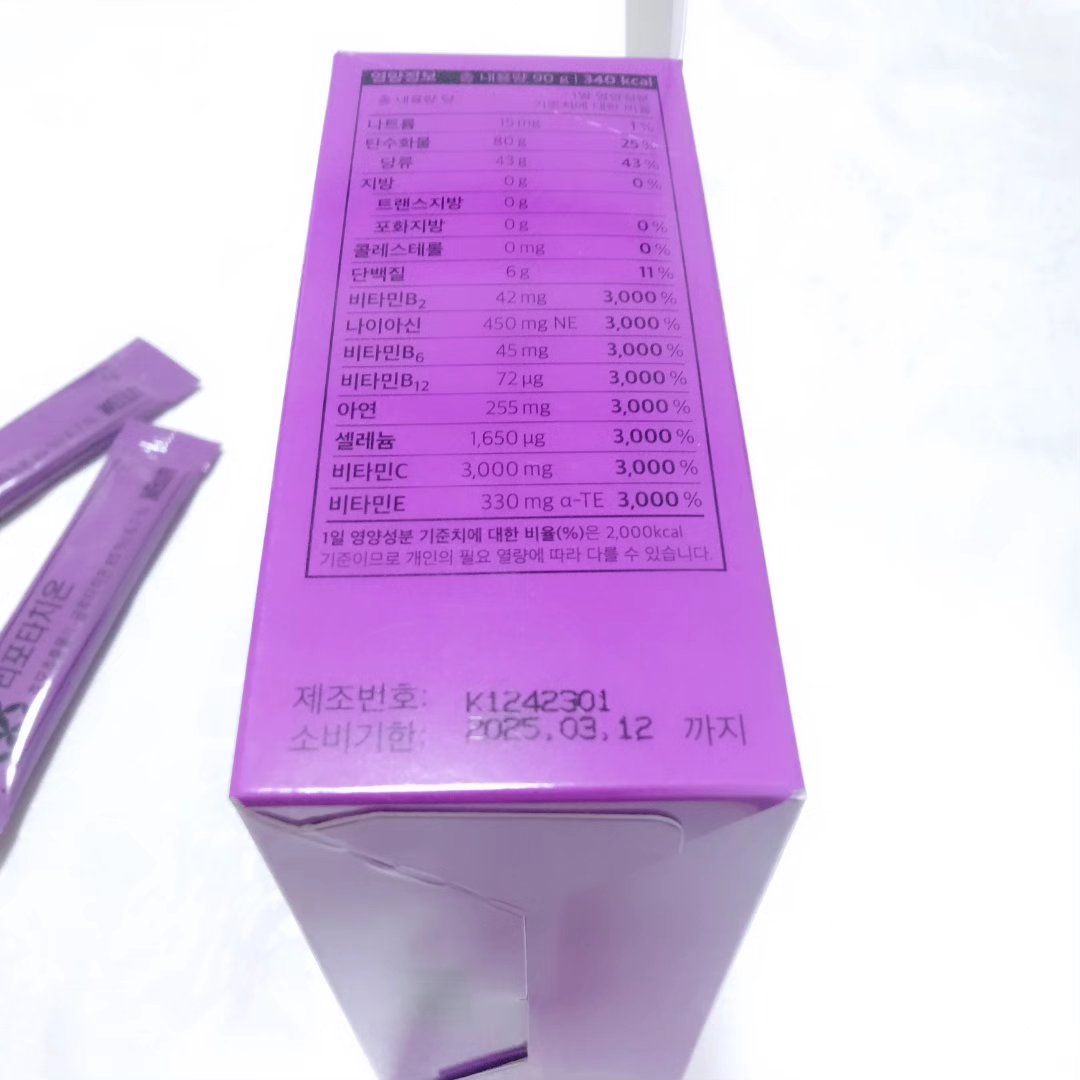 영양정보 총 내용량 90 g | 340 kcal
총 내용량 당 1일 영양성분 기준치에 대한 비율
나트륨 15 mg 1 %
탄수화물 80 g 25 %
당류 43 g 43 %
지방 0 g 0 %
트랜스지방 0 g
포화지방 0 g 0 %
콜레스테롤 0 mg 0 %
단백질 6 g 11 %
비타민B2 42 mg 3,000 %
나이아신 450 mg NE 3,000 %
비타민B6 45 mg 3,000 %
비타민B12 72 μg 3,000 %
아연 255 mg 3,000 %
셀레늄 1,650 μg 3,000 %
비타민C 3,000 mg 3,000 %
비타민E 330 mg α-TE 3,000 %
1일 영양성분 기준치에 대한 비율(%)은 2,000kcal
기준이므로 개인의 필요 열량에 따라 다를 수 있습니다.
제조번호: K1242301
소비기한: 2025.03.12 까지
리포타치온